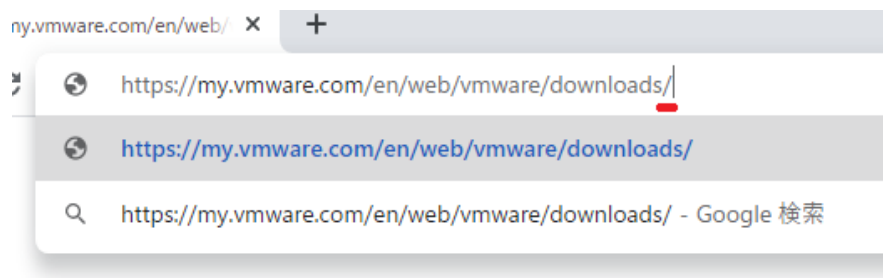 my.vmware.com/en/web/
https://my.vmware.com/en/web/vmware/downloads/
https://my.vmware.com/en/web/vmware/downloads/
https://my.vmware.com/en/web/vmware/downloads/ - Google 検索